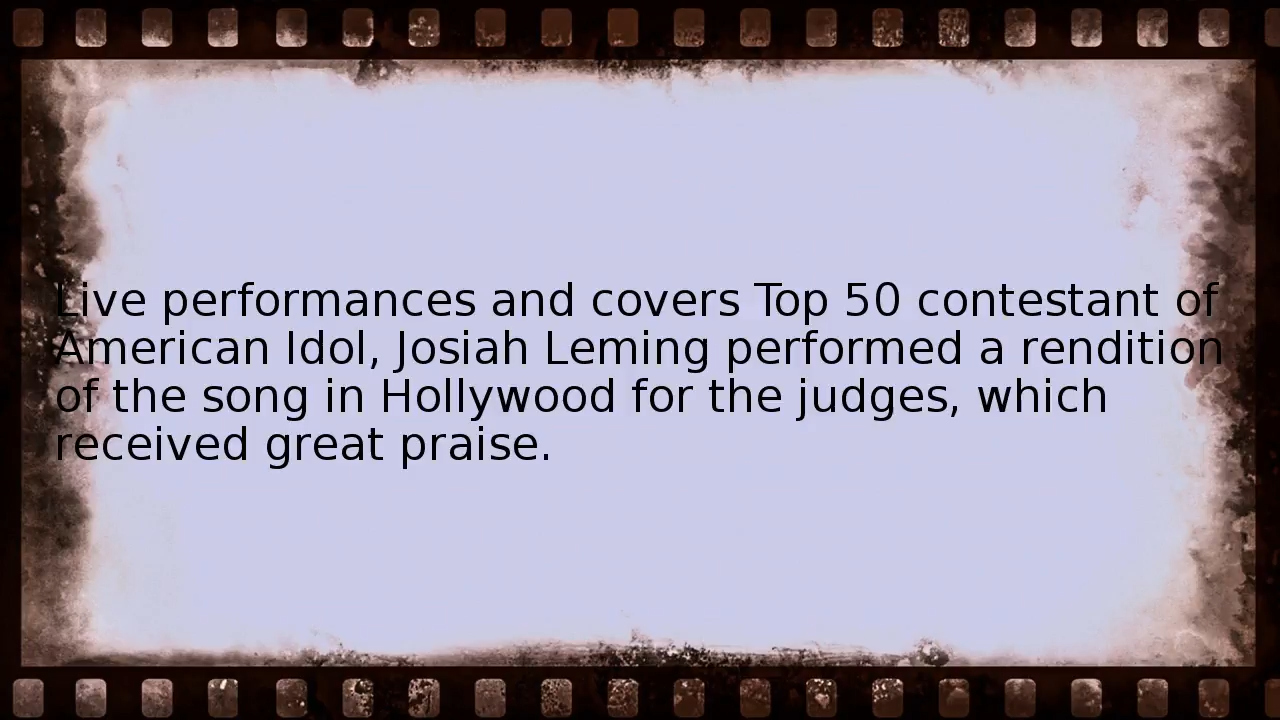 Live performances and covers Top 50 contestant of
American Idol, Josiah Leming performed a rendition
of the song in Hollywood for the judges, which
received great praise.